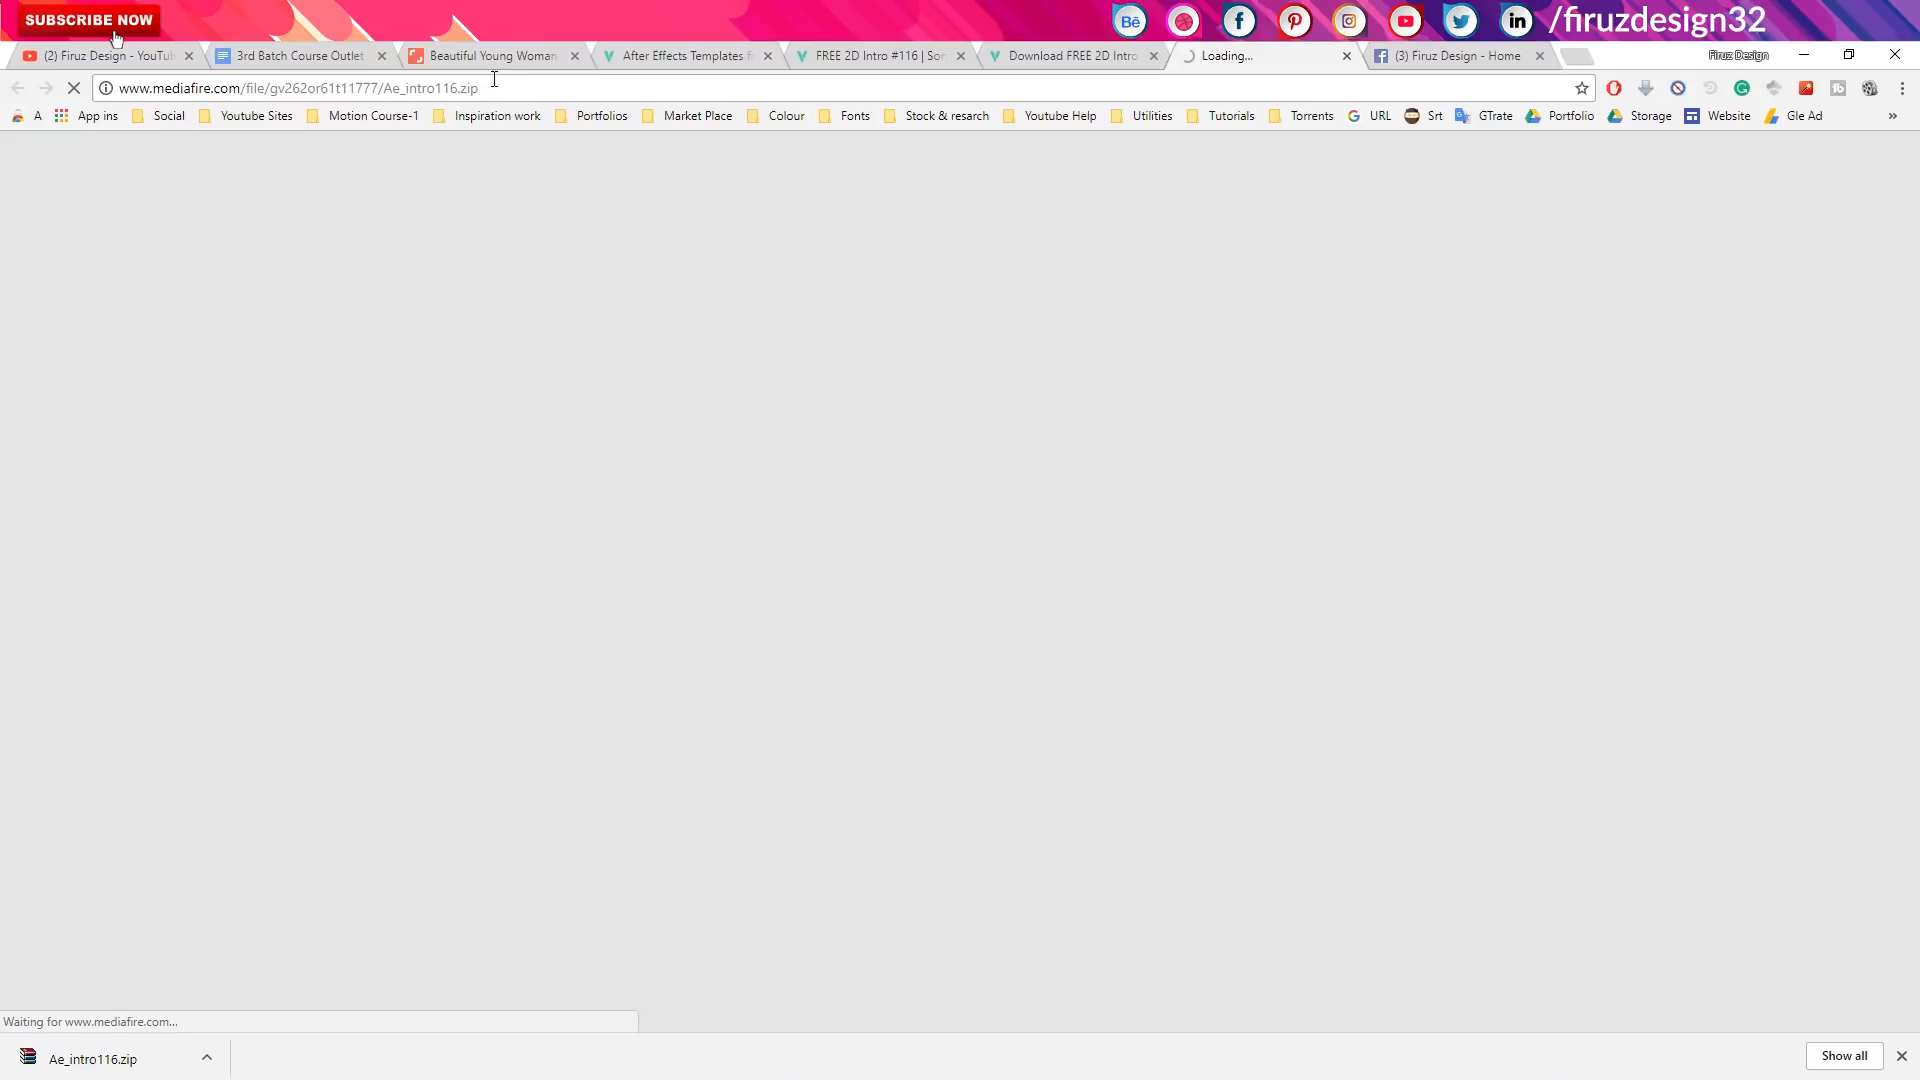 SUBSCRIBE NOW
Bē
/firuzdesign32
(2) Firuz Design - YouTub
3rd Batch Course Outlet
Beautiful Young Woman
After Effects Templates f
FREE 2D Intro #116 | Son
Download FREE 2D Intro
Loading...
(3) Firuz Design - Home
Firuz Design
www.mediafire.com/file/gv262or61t11777/Ae_intro116.zip
A
App ins
Social
Youtube Sites
Motion Course-1
Inspiration work
Portfolios
Market Place
Colour
Fonts
Stock & resarch
Youtube Help
Utilities
Tutorials
Torrents
URL
Srt
GTrate
Portfolio
Storage
Website
Gle Ad
»
Waiting for www.mediafire.com...
Ae_intro116.zip
Show all